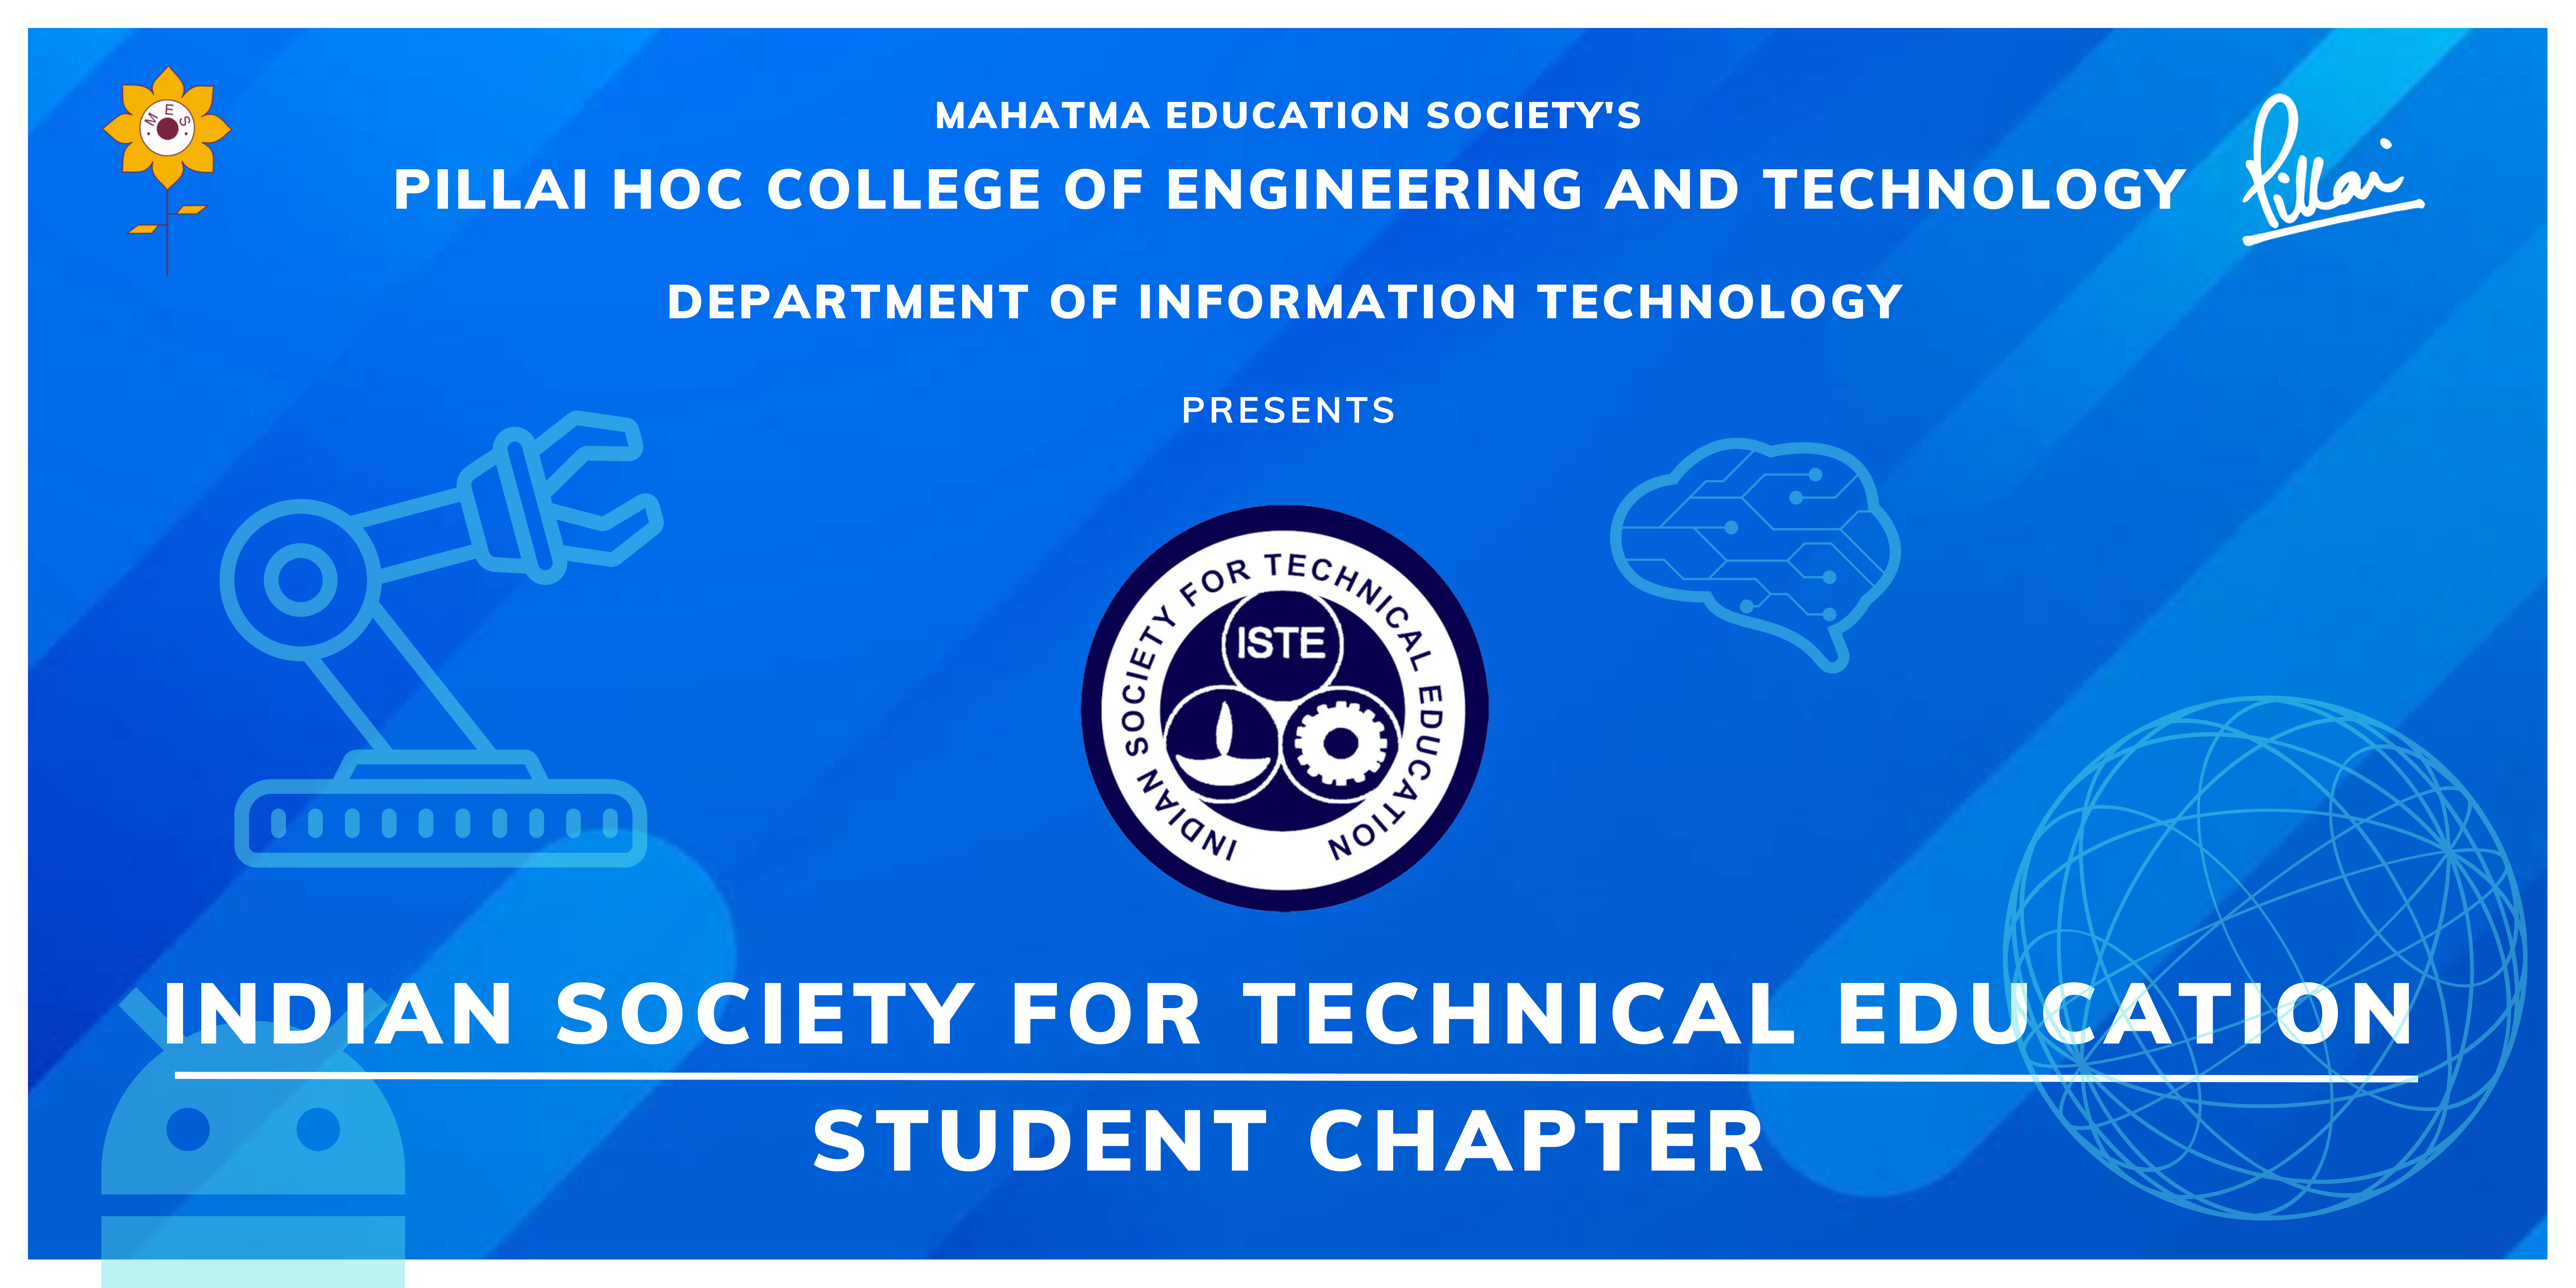 MES
MAHATMA EDUCATION SOCIETY'S
PILLAI HOC COLLEGE OF ENGINEERING AND TECHNOLOGY
Pillai
DEPARTMENT OF INFORMATION TECHNOLOGY
PRESENTS
INDIAN SOCIETY FOR TECHNICAL EDUCATION
ISTE
INDIAN SOCIETY FOR TECHNICAL EDUCATION
STUDENT CHAPTER